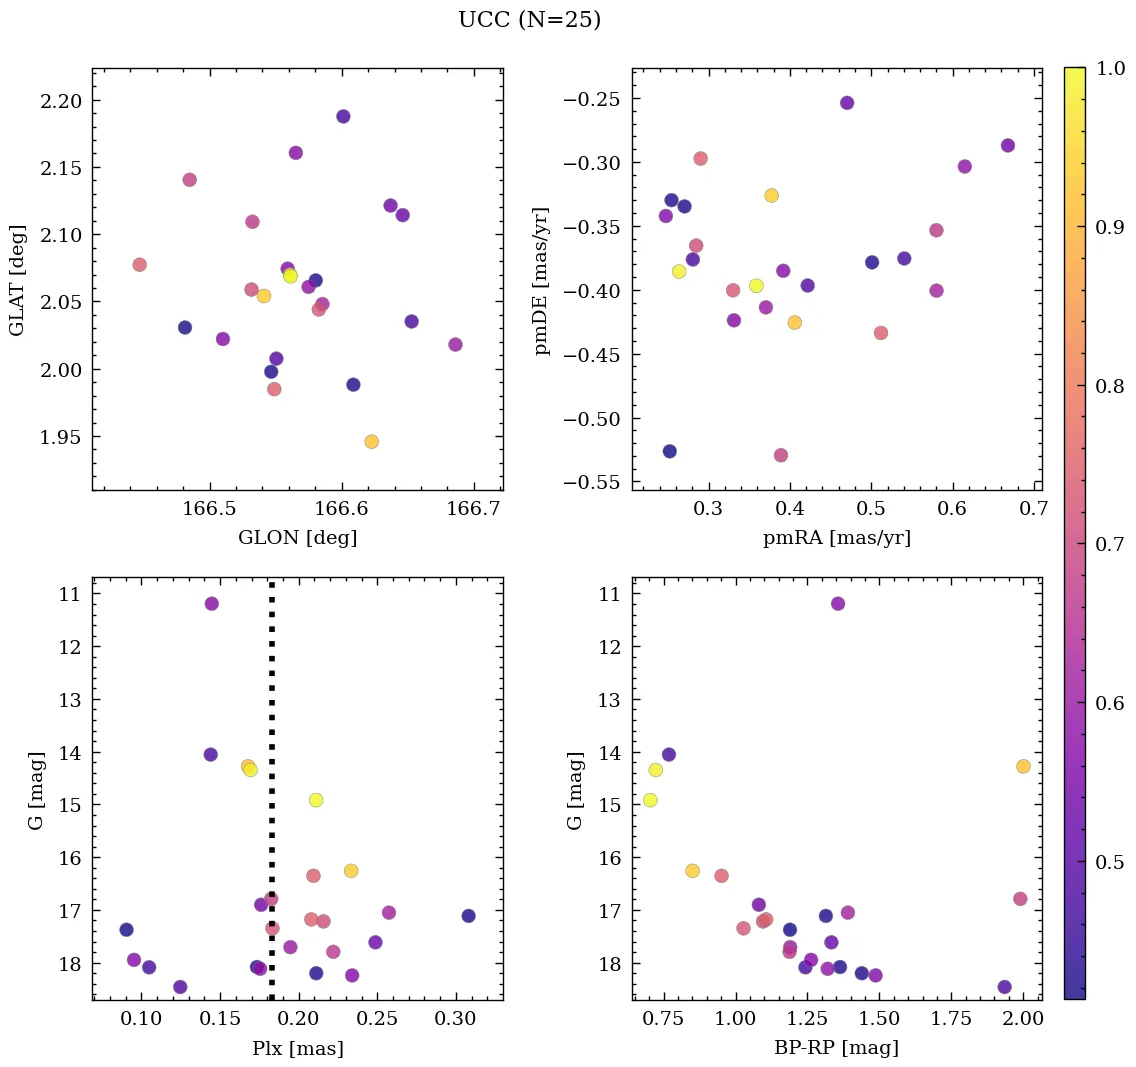 UCC (N=25)
2.20
2.15
2.10
2.05
2.00
1.95
GLAT [deg]
166.5 166.6 166.7
GLON [deg]
−0.25
−0.30
−0.35
−0.40
−0.45
−0.50
−0.55
pmDE [mas/yr]
0.3 0.4 0.5 0.6 0.7
pmRA [mas/yr]
11
12
13
14
15
16
17
18
G [mag]
0.10 0.15 0.20 0.25 0.30
Plx [mas]
11
12
13
14
15
16
17
18
G [mag]
0.75 1.00 1.25 1.50 1.75 2.00
BP-RP [mag]
1.0
0.9
0.8
0.7
0.6
0.5